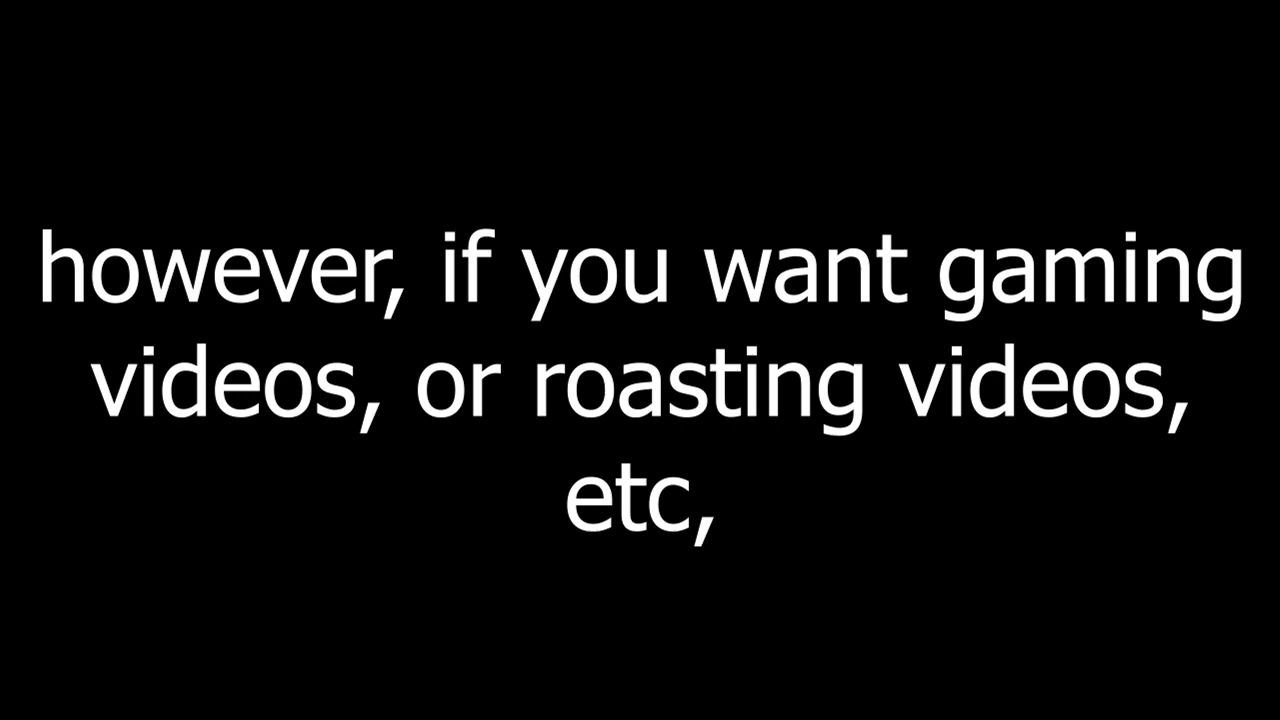 however, if you want gaming
videos, or roasting videos,
etc,